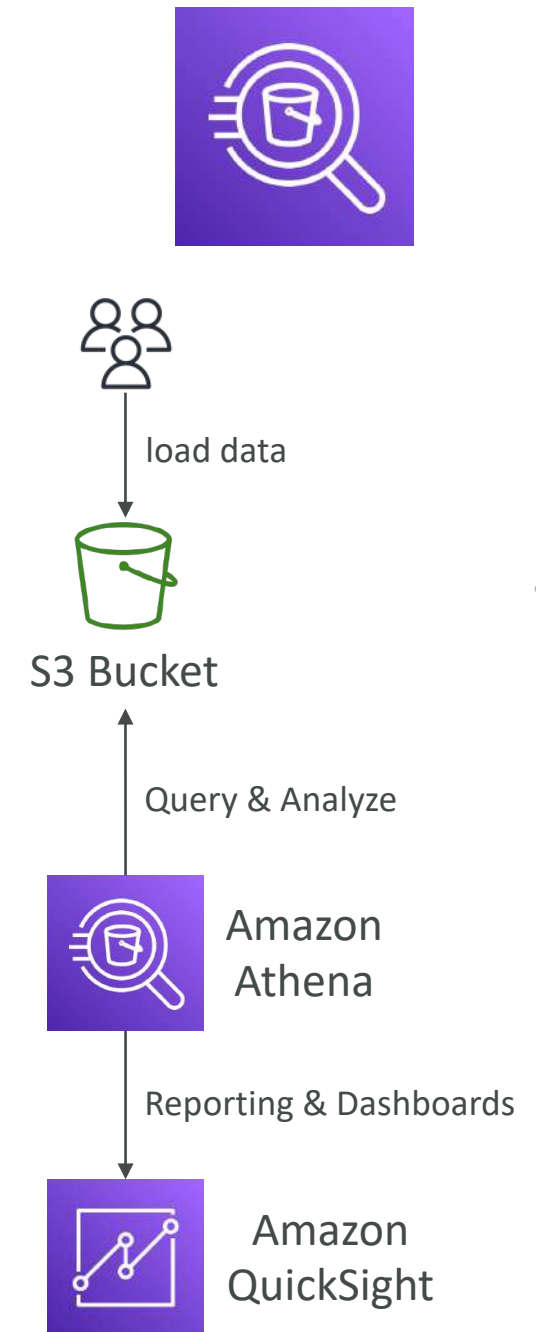 load data
S3 Bucket
Query & Analyze
Amazon
Athena
Reporting & Dashboards
Amazon
QuickSight